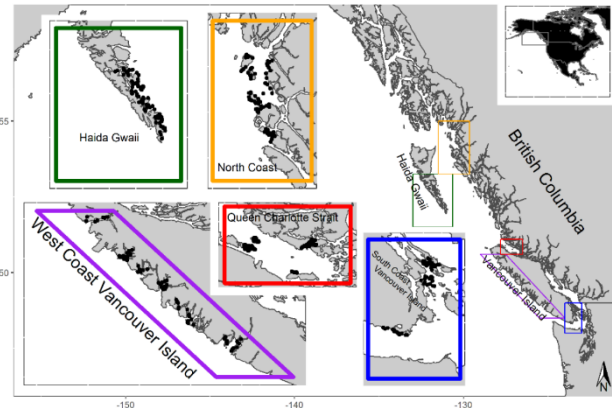 Haida Gwaii
North Coast
Queen Charlotte Strait
West Coast Vancouver Island
South Coast
Vancouver Island
British Columbia
Haida Gwaii
Vancouver Island
55
50
-150
-140
-130
N